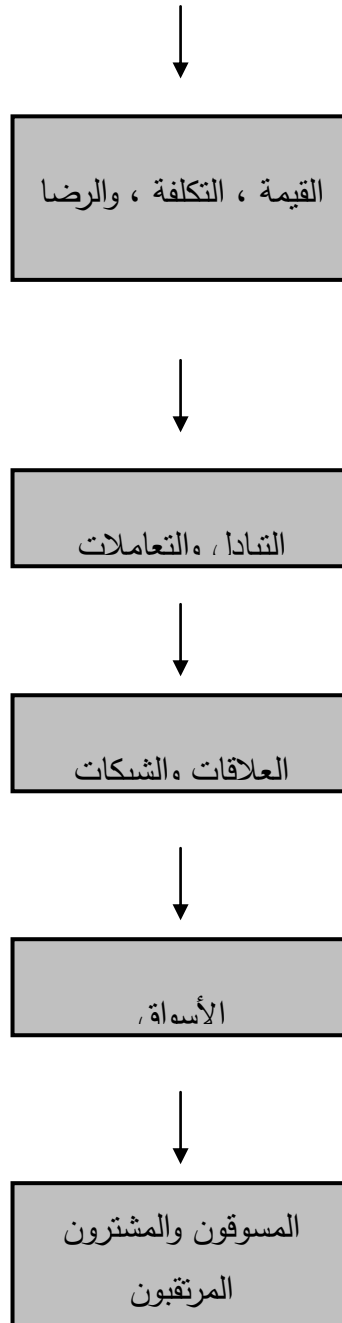 القيمة ، التكلفة ، والرضا
التبادل والتعاملات
العلاقات والشبكات
الأسواق
المسوقون والمشترون
المرتقبون